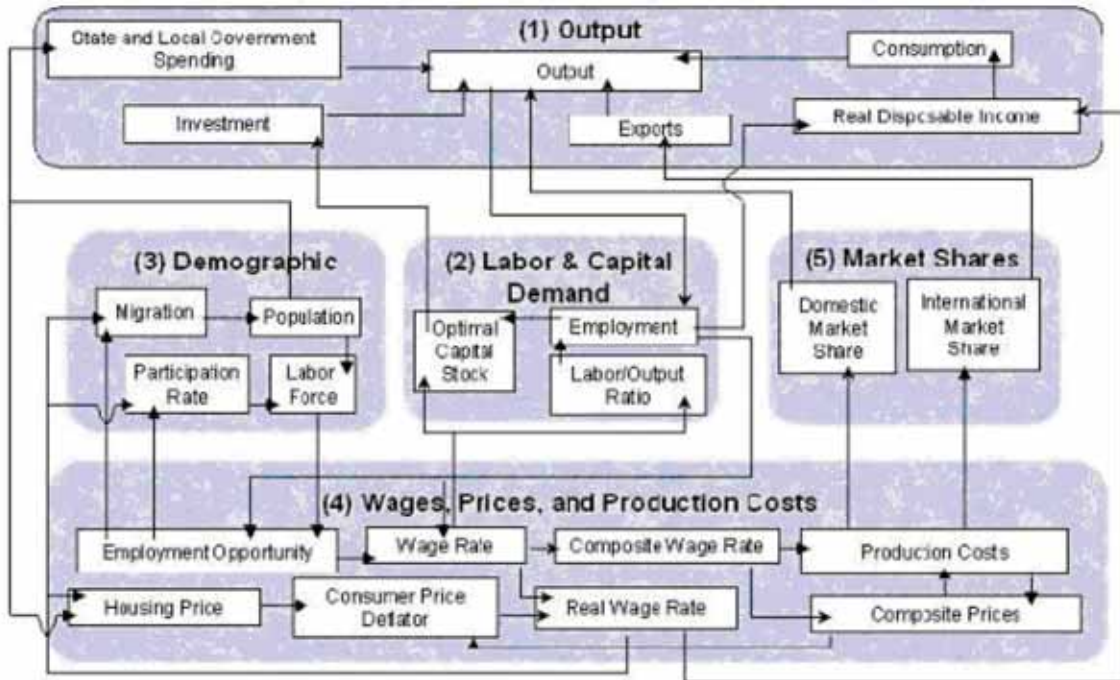 (1) Output
State and Local Government
Spending
Output
Consumption
Investment
Exports
Real Disposable Income
(3) Demographic
Migration
Population
Participation
Rate
Labor
Force
(2) Labor & Capital
Demand
Optimal
Capital
Stock
Employment
Labor/Output
Ratio
(5) Market Shares
Domestic
Market
Share
International
Market
Share
(4) Wages, Prices, and Production Costs
Employment Opportunity
Wage Rate
Composite Wage Rate
Production Costs
Housing Price
Consumer Price
Deflator
Real Wage Rate
Composite Prices